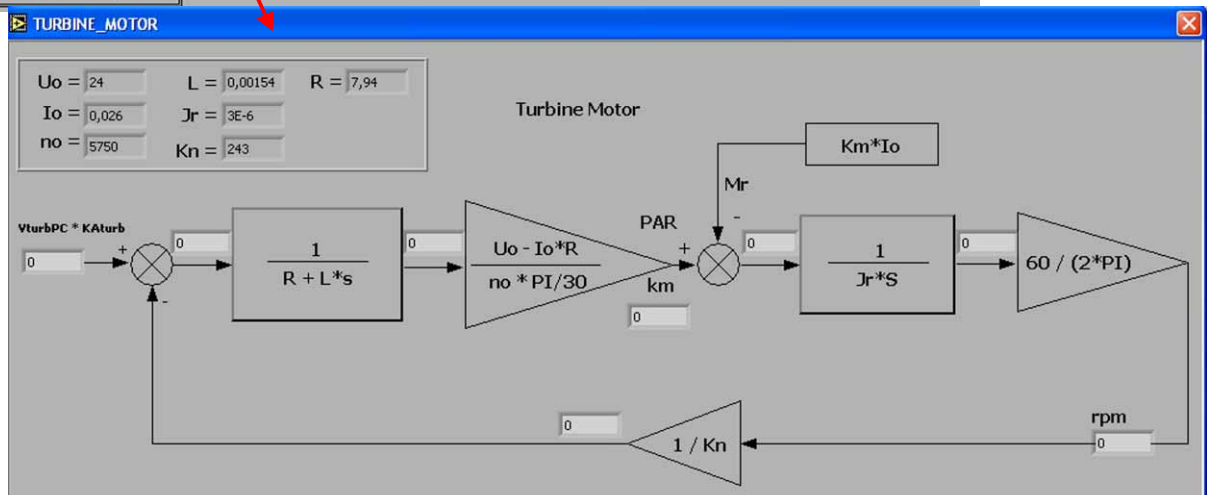 TURBINE_MOTOR
Uo = 24 L = 0,00154 R = 7,94
Io = 0,026 Jr = 3E-6
no = 5750 Kn = 243
Turbine Motor
Km*Io
Mr
-
VturbPC * KAturb
0
+
-
0
1
R + L*s
0
Uo - Io*R
no * PI/30
PAR
+
km
0
0
1
Jr*S
0
60 / (2*PI)
0
1 / Kn
rpm
0